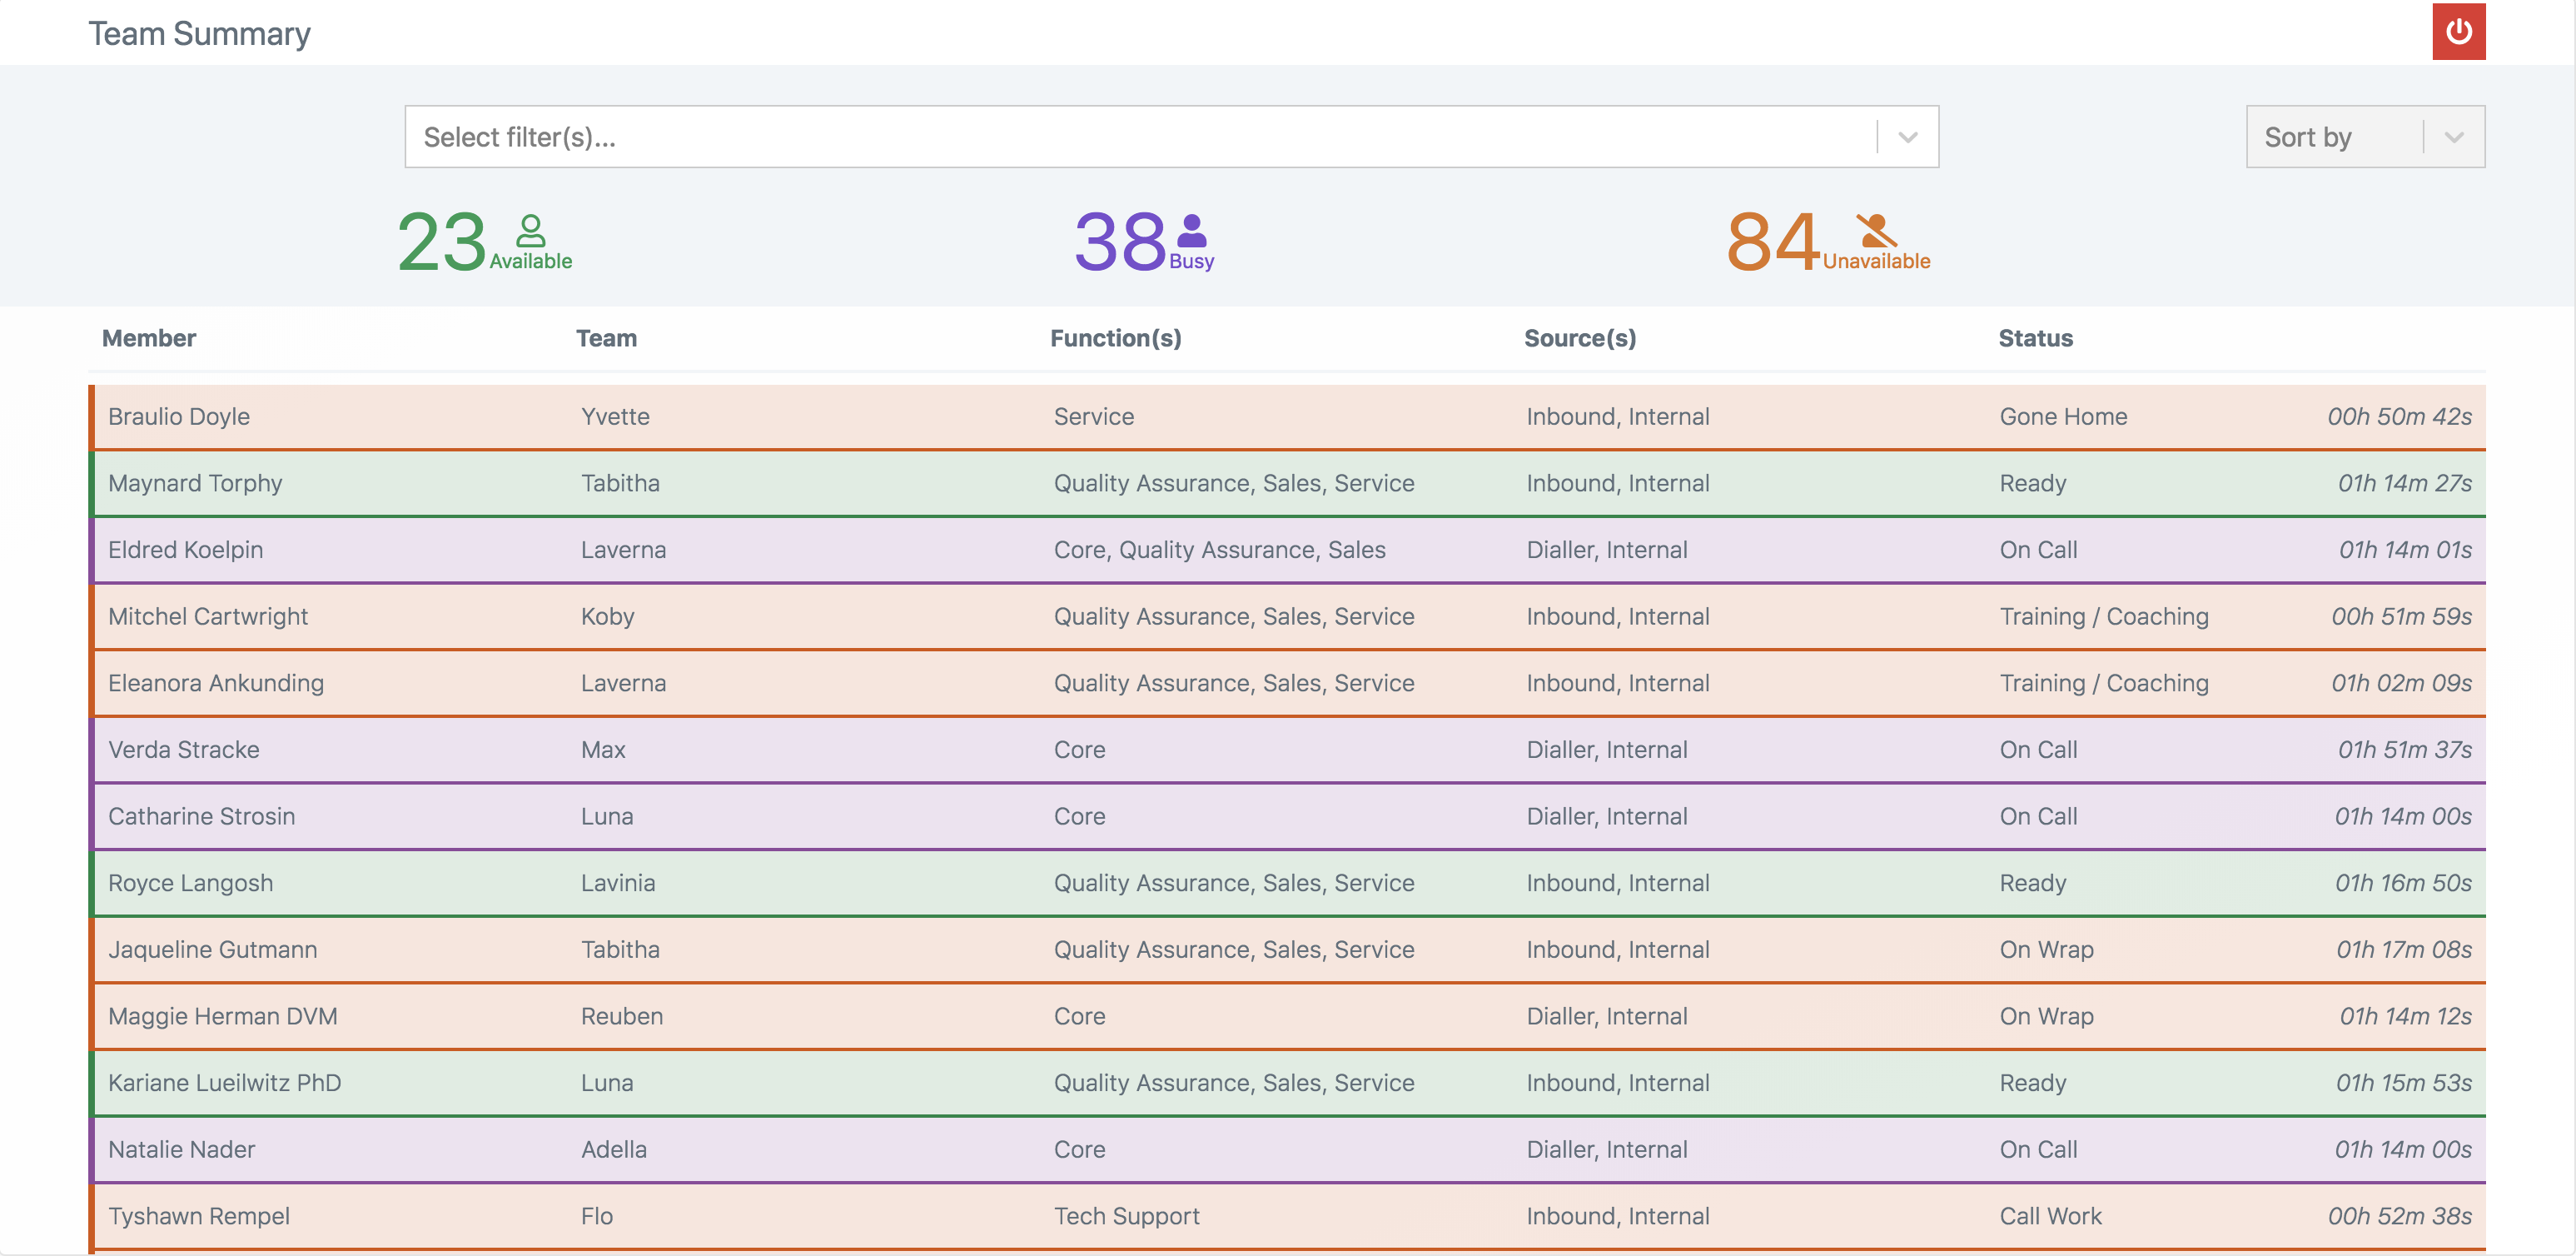 Team Summary
Select filter(s)...
Sort by
23 Available
38 Busy
84 Unavailable
Member Team Function(s) Source(s) Status
Braulio Doyle Yvette Service Inbound, Internal Gone Home 00h 50m 42s
Maynard Torphy Tabitha Quality Assurance, Sales, Service Inbound, Internal Ready 01h 14m 27s
Eldred Koelpin Laverna Core, Quality Assurance, Sales Dialler, Internal On Call 01h 14m 01s
Mitchel Cartwright Koby Quality Assurance, Sales, Service Inbound, Internal Training / Coaching 00h 51m 59s
Eleanora Ankunding Laverna Quality Assurance, Sales, Service Inbound, Internal Training / Coaching 01h 02m 09s
Verda Stracke Max Core Dialler, Internal On Call 01h 51m 37s
Catharine Strosin Luna Core Dialler, Internal On Call 01h 14m 00s
Royce Langosh Lavinia Quality Assurance, Sales, Service Inbound, Internal Ready 01h 16m 50s
Jaqueline Gutmann Tabitha Quality Assurance, Sales, Service Inbound, Internal On Wrap 01h 17m 08s
Maggie Herman DVM Reuben Core Dialler, Internal On Wrap 01h 14m 12s
Kariane Lueilwitz PhD Luna Quality Assurance, Sales, Service Inbound, Internal Ready 01h 15m 53s
Natalie Nader Adella Core Dialler, Internal On Call 01h 14m 00s
Tyshawn Rempel Flo Tech Support Inbound, Internal Call Work 00h 52m 38s